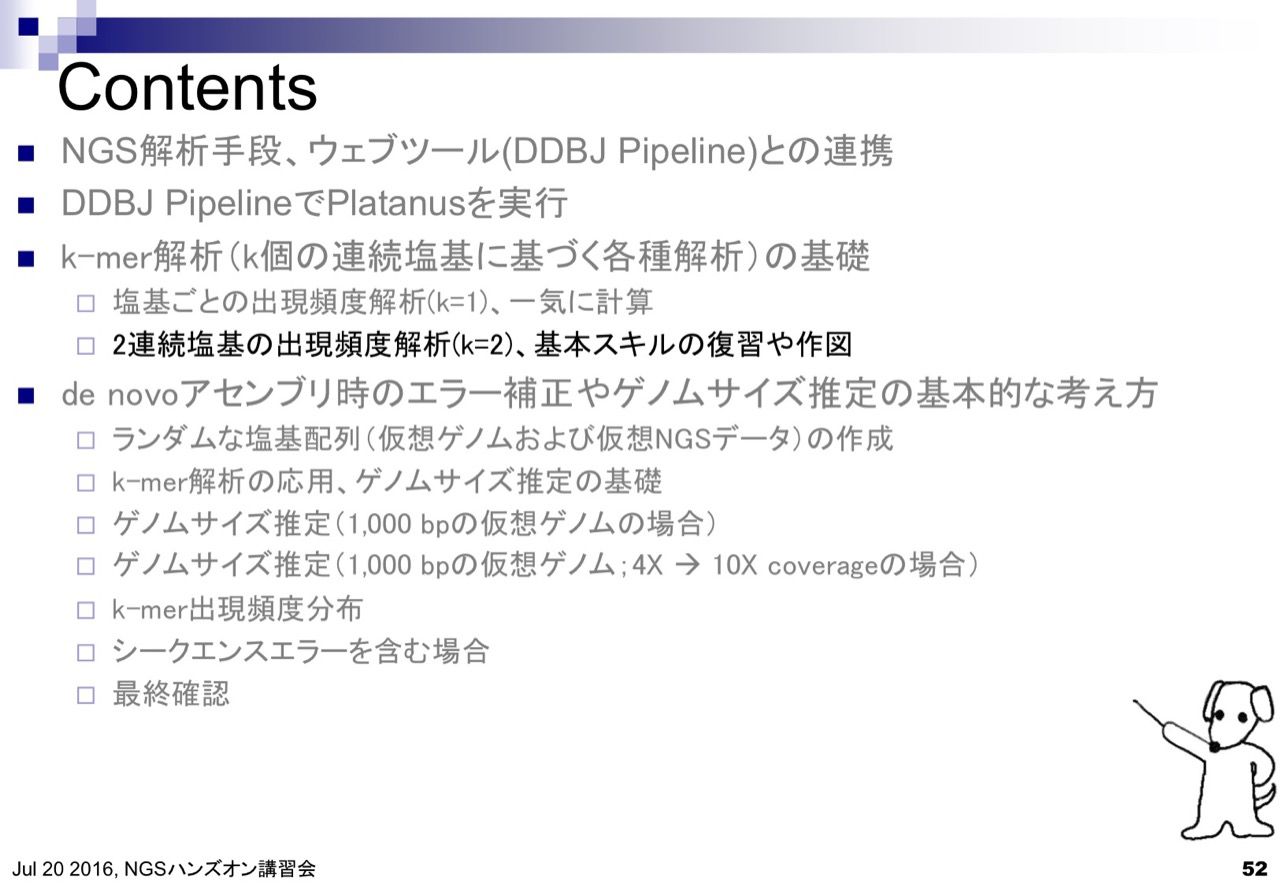 Contents
NGS解析手段、ウェブツール(DDBJ Pipeline)との連携
DDBJ PipelineでPlatanusを実行
k-mer解析（k個の連続塩基に基づく各種解析）の基礎
塩基ごとの出現頻度解析(k=1)、一気に計算
2連続塩基の出現頻度解析(k=2)、基本スキルの復習や作図
de novoアセンブリ時のエラー補正やゲノムサイズ推定の基本的な考え方
ランダムな塩基配列（仮想ゲノムおよび仮想NGSデータ）の作成
k-mer解析の応用、ゲノムサイズ推定の基礎
ゲノムサイズ推定（1,000 bpの仮想ゲノムの場合）
ゲノムサイズ推定（1,000 bpの仮想ゲノム；4X → 10X coverageの場合）
k-mer出現頻度分布
シークエンスエラーを含む場合
最終確認
Jul 20 2016, NGSハンズオン講習会
52